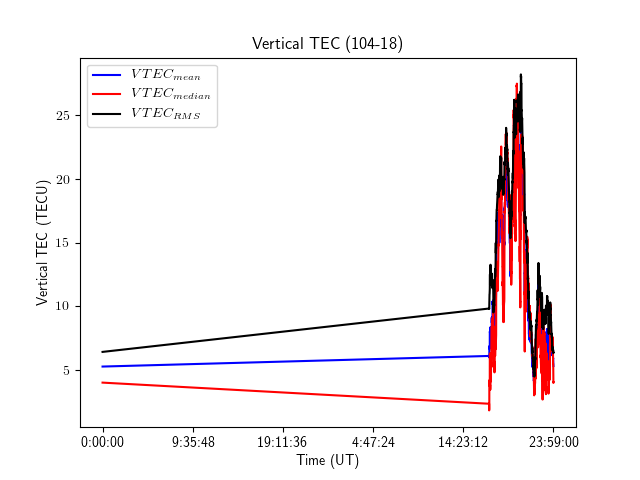 Vertical TEC (104-18)
VTEC_mean
VTEC_median
VTEC_RMS
Vertical TEC (TECU)
25
20
15
10
5
0:00:00 9:35:48 19:11:36 4:47:24 14:23:12 23:59:00
Time (UT)